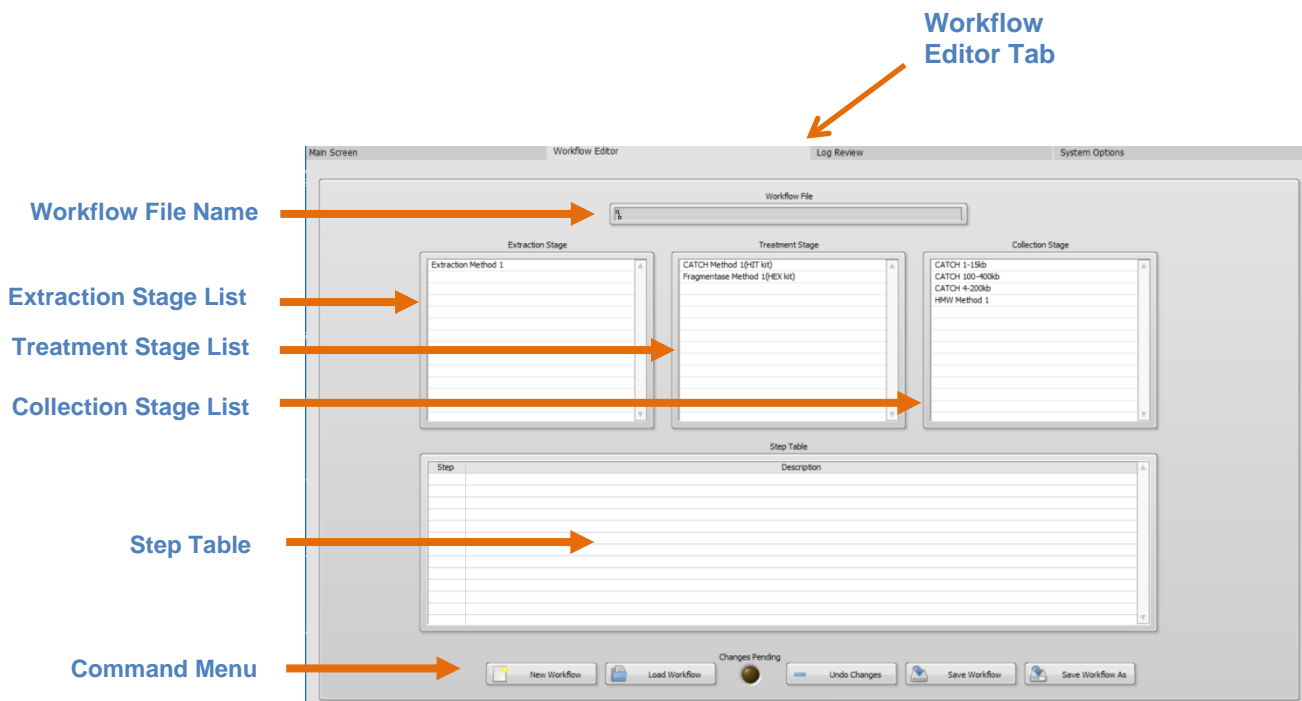 Workflow
Editor Tab
Main Screen
Workflow Editor
Log Review
System Options
Workflow File Name
Workflow File
Extraction Stage
Treatment Stage
Collection Stage
Extraction Stage List
Extraction Method 1
CATCH Method 1(HIT kit)
Fragmentase Method 1(HEX kit)
CATCH 1-15kb
CATCH 100-400kb
CATCH 4-200kb
HMW Method 1
Treatment Stage List
Collection Stage List
Step Table
Step
Description
Step Table
Command Menu
Changes Pending
New Workflow
Load Workflow
Undo Changes
Save Workflow
Save Workflow As